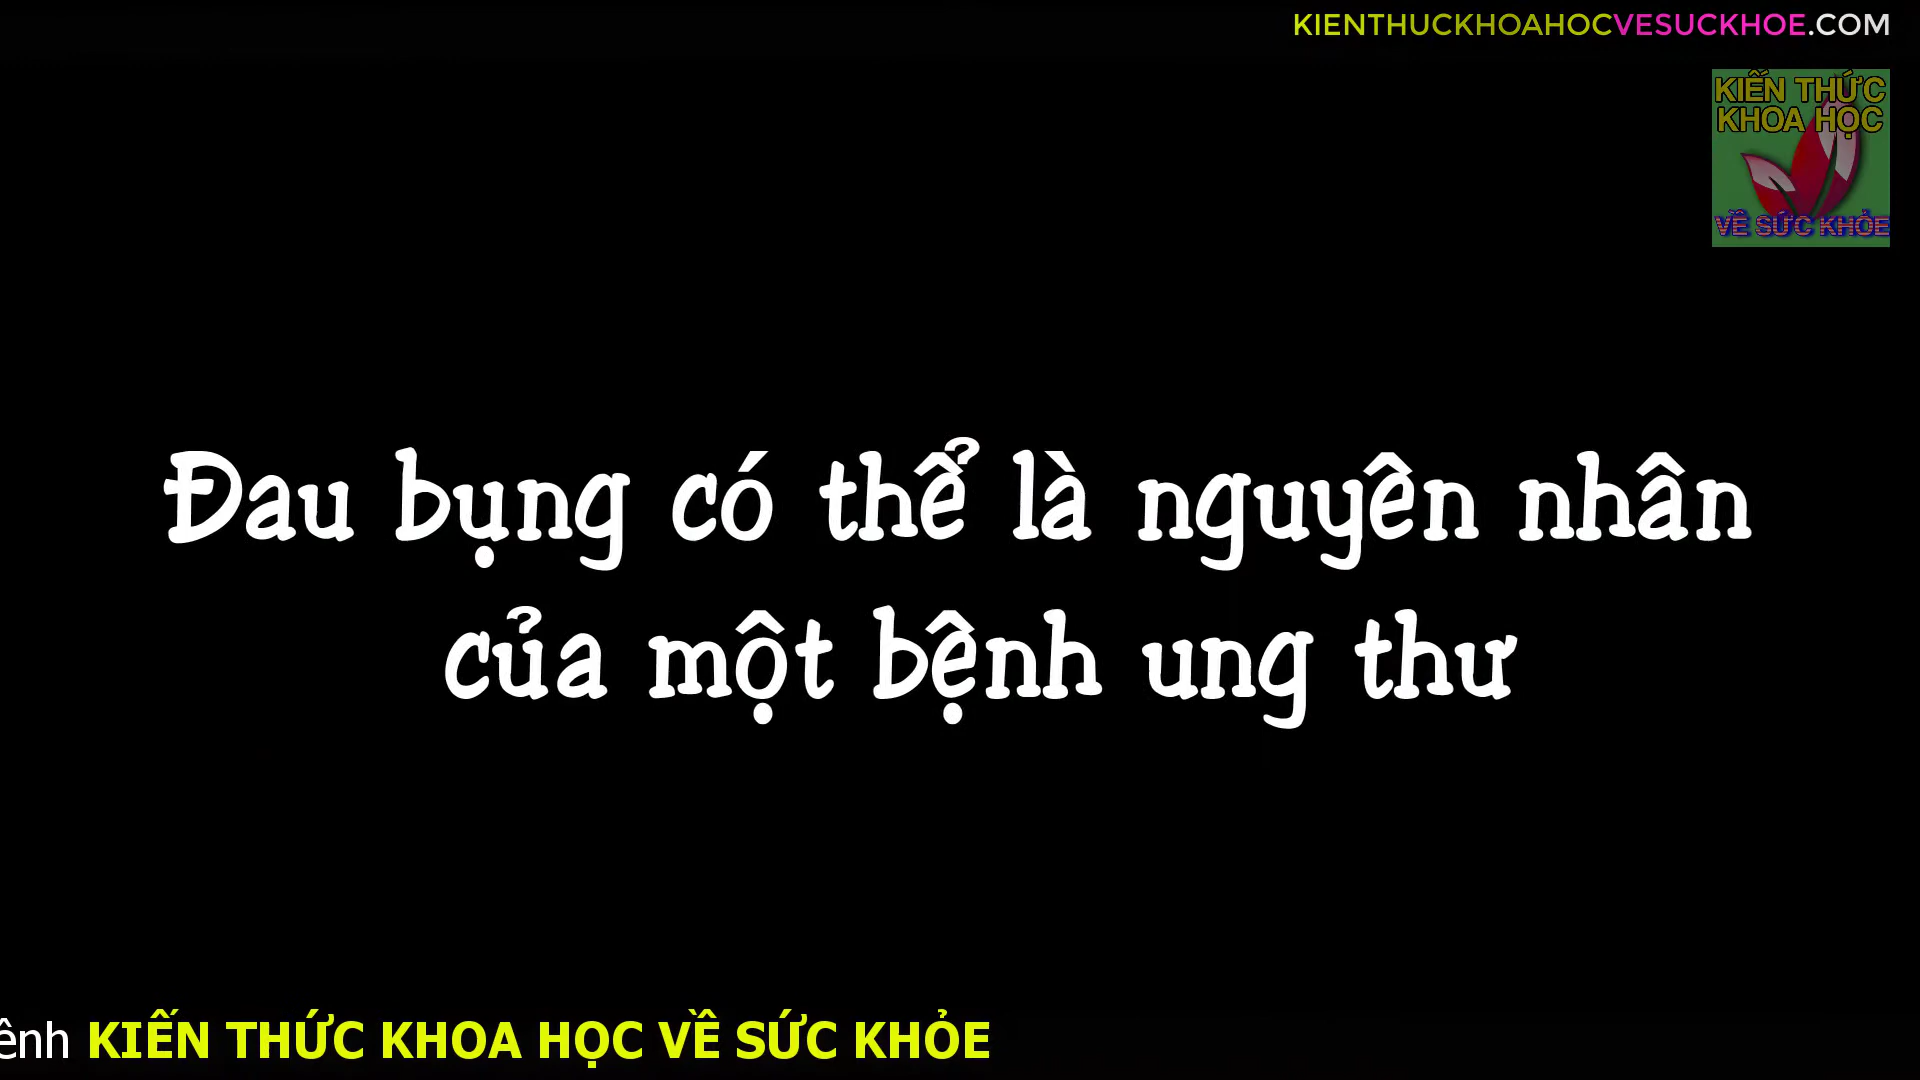 KIENTHUCKHOAHOCVESUCKHOE.COM
KIẾN THỨC
KHOA HỌC
VỀ SỨC KHỎE
Đau bụng có thể là nguyên nhân
của một bệnh ung thư
ênh KIẾN THỨC KHOA HỌC VỀ SỨC KHỎE